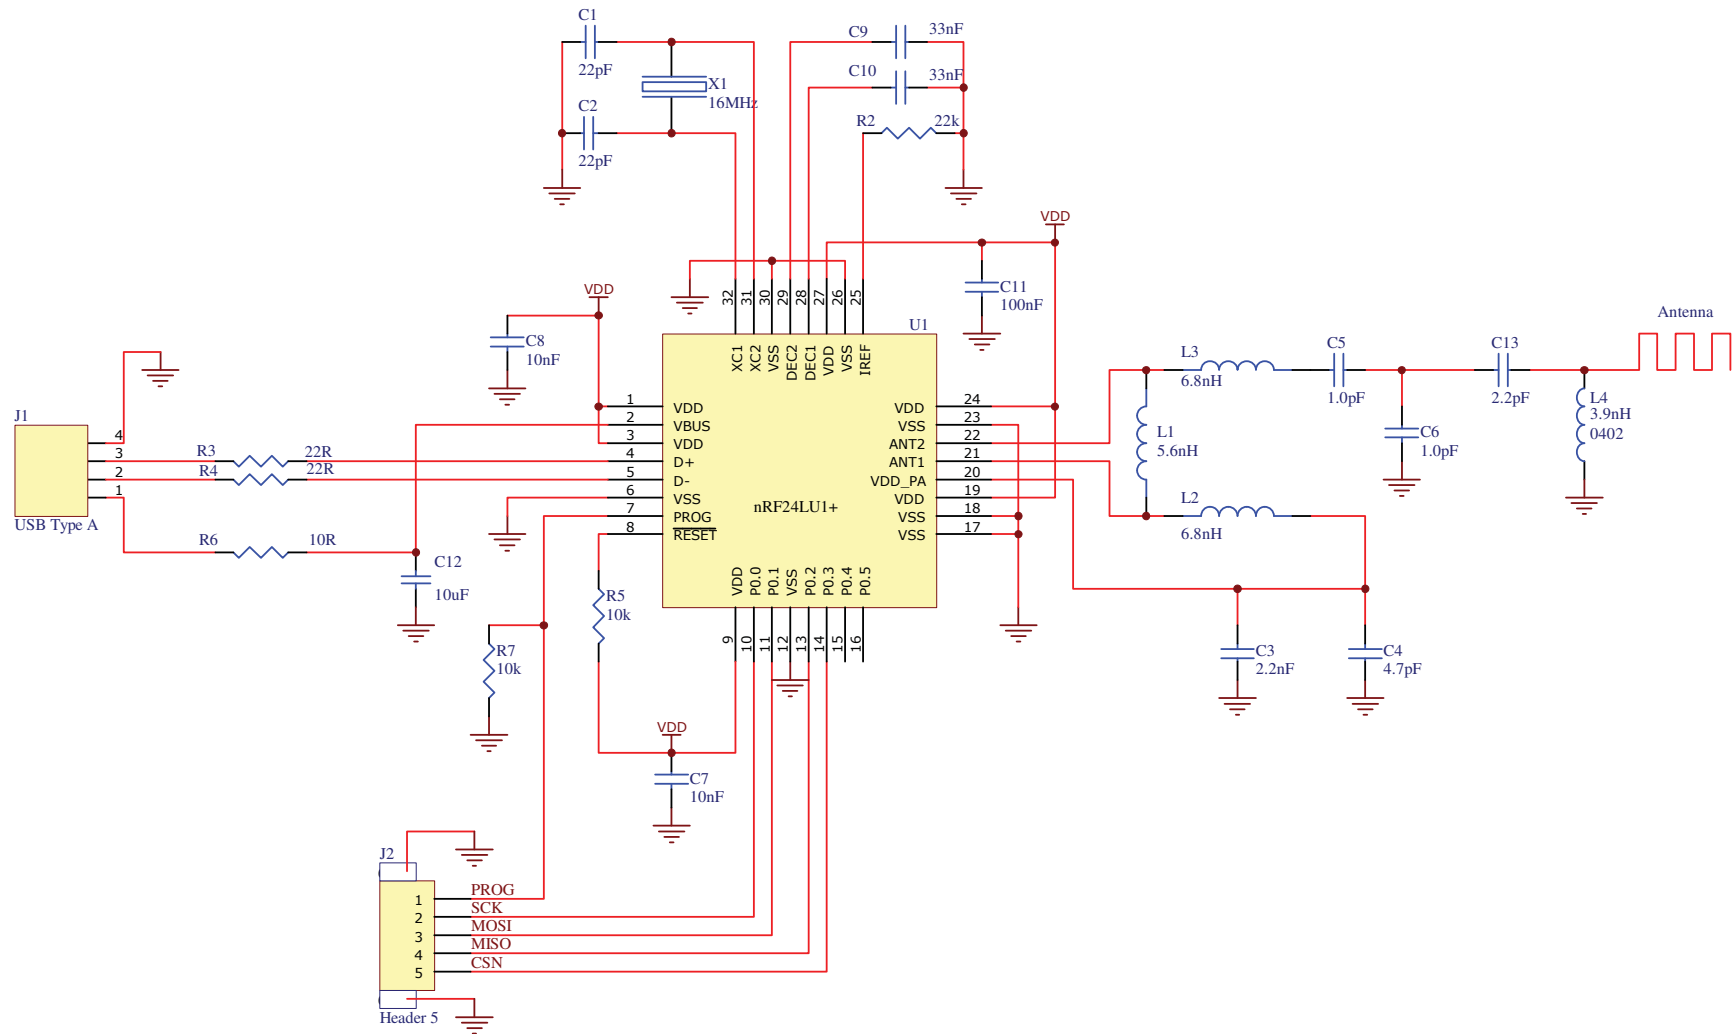 C1
22pF
X1
16MHz
C2
22pF
C9
33nF
C10
33nF
R2
22k
VDD
C11
100nF
VDD
C8
10nF
U1
32
31
30
29
28
27
26
25
XC1
XC2
VSS
DEC2
DEC1
VDD
VSS
IREF
1
VDD
2
VBUS
3
VDD
4
D+
5
D-
6
VSS
7
PROG
8
RESET
nRF24LU1+
24
VDD
23
VSS
22
ANT2
21
ANT1
20
VDD_PA
19
VDD
18
VSS
17
VSS
VDD
P0.0
P0.1
VSS
P0.2
P0.3
P0.4
P0.5
9
10
11
12
13
14
15
16
J1
4
3
2
1
USB Type A
R3
22R
R4
22R
R6
10R
C12
10uF
R5
10k
R7
10k
VDD
C7
10nF
L3
6.8nH
C5
1.0pF
C13
2.2pF
Antenna
L1
5.6nH
C6
1.0pF
L4
3.9nH
0402
L2
6.8nH
C3
2.2nF
C4
4.7pF
J2
1
PROG
2
SCK
3
MOSI
4
MISO
5
CSN
Header 5